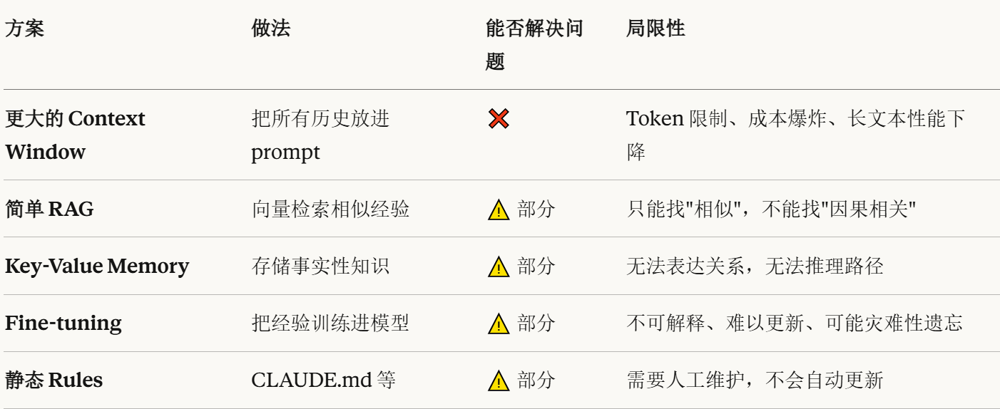 方案 做法 能否解决问 局限性
题
更大的 Context 把所有历史放进 ❌ Token 限制、成本爆炸、长文本性能下
Window prompt 降
简单 RAG 向量检索相似经验 ⚠️ 部分 只能找"相似"，不能找"因果相关"
Key-Value Memory 存储事实性知识 ⚠️ 部分 无法表达关系，无法推理路径
Fine-tuning 把经验训练进模型 ⚠️ 部分 不可解释、难以更新、可能灾难性遗忘
静态 Rules CLAUDE.md 等 ⚠️ 部分 需要人工维护，不会自动更新